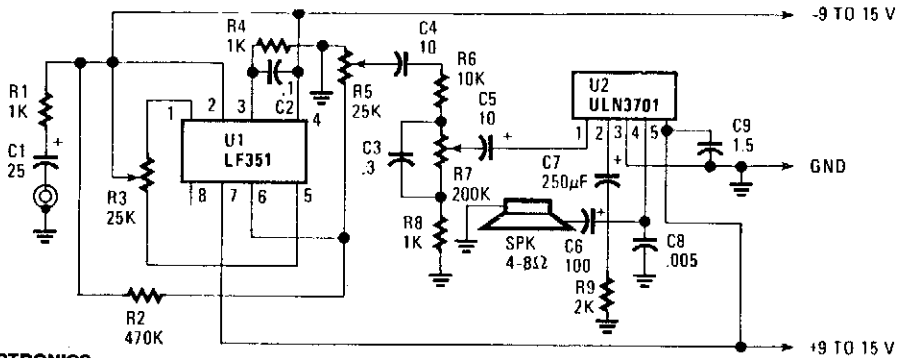 -9 TO 15 V
R1
1K
C1
25
+
R3
25K
R2
470K
1
2
3
4
U1
LF351
8
7
6
5
R4
1K
.1
C2
R5
25K
C4
10
R6
10K
C3
.3
R7
200K
R8
1K
C5
10
+
U2
ULN3701
1
2
3
4
5
C7
250µF
+
SPK
4-8Ω
C6
100
+
C8
.005
R9
2K
C9
1.5
GND
+9 TO 15 V